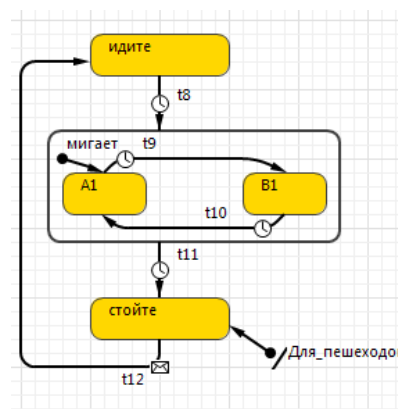 идите
t8
мигает
t9
A1
B1
t10
t11
стойте
Для_пешеходо
t12